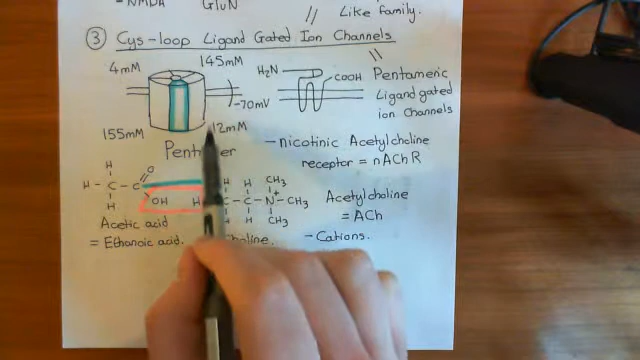 - NMDA GluN
Like family.
③ Cys-loop Ligand Gated Ion Channels
4mM 145mM H₂N COOH Pentameric
Ligand gated
ion Channels
-70mV
155mM 12mM
Pentamer - nicotinic Acetylcholine
receptor = nAChR
H O H H CH₃
H - C - C OH H C - C - N⁺ - CH₃ Acetylcholine
H H H CH₃ = ACh
Acetic acid
= Ethanoic acid. - Cations.